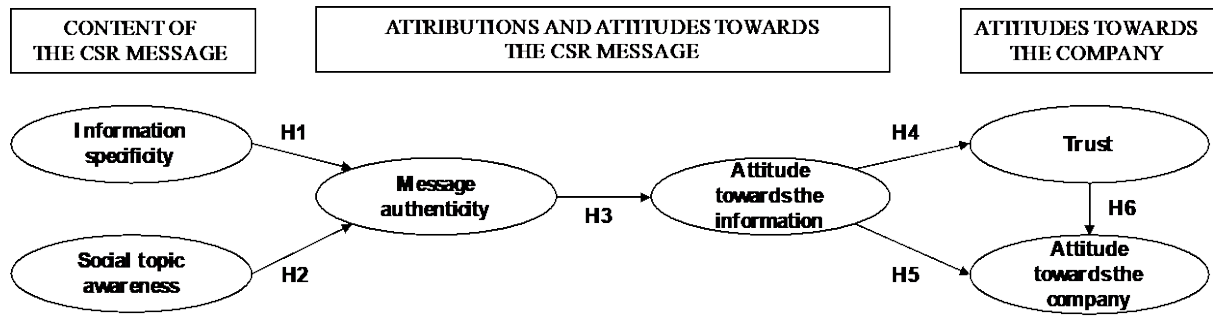 CONTENT OF
THE CSR MESSAGE
ATTRIBUTIONS AND ATTITUDES TOWARDS
THE CSR MESSAGE
ATTITUDES TOWARDS
THE COMPANY
Information
specificity
H1
Social topic
awareness
H2
Message
authenticity
H3
Attitude
towards the
information
H4
H5
Trust
H6
Attitude
towards the
company